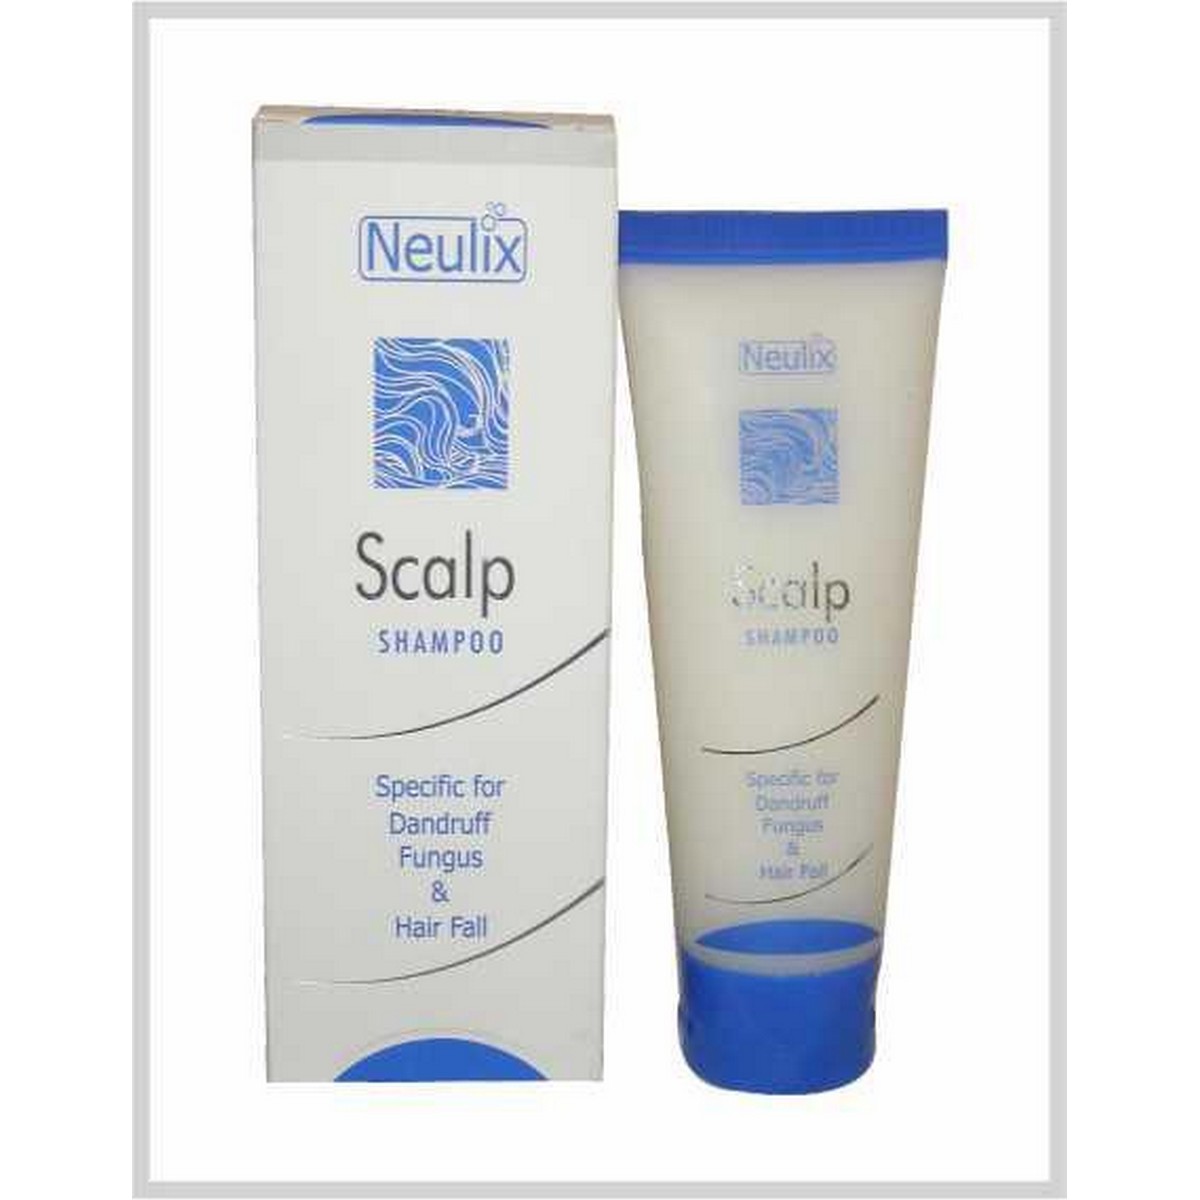 Neulix
Scalp
SHAMPOO
Specific for
Dandruff
Fungus
&
Hair Fall
Neulix
Scalp
SHAMPOO
Specific for
Dandruff
Fungus
&
Hair Fall